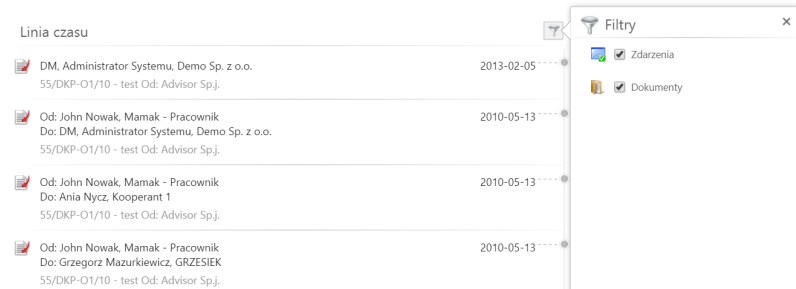 Linia czasu
DM, Administrator Systemu, Demo Sp. z o.o.
2013-02-05
55/DKP-O1/10 - test Od: Advisor Sp.j.
Od: John Nowak, Mamak - Pracownik
2010-05-13
Do: DM, Administrator Systemu, Demo Sp. z o.o.
55/DKP-O1/10 - test Od: Advisor Sp.j.
Od: John Nowak, Mamak - Pracownik
2010-05-13
Do: Ania Nycz, Kooperant 1
55/DKP-O1/10 - test Od: Advisor Sp.j.
Od: John Nowak, Mamak - Pracownik
2010-05-13
Do: Grzegorz Mazurkiewicz, GRZESIEK
55/DKP-O1/10 - test Od: Advisor Sp.j.
Filtry
Zdarzenia
Dokumenty